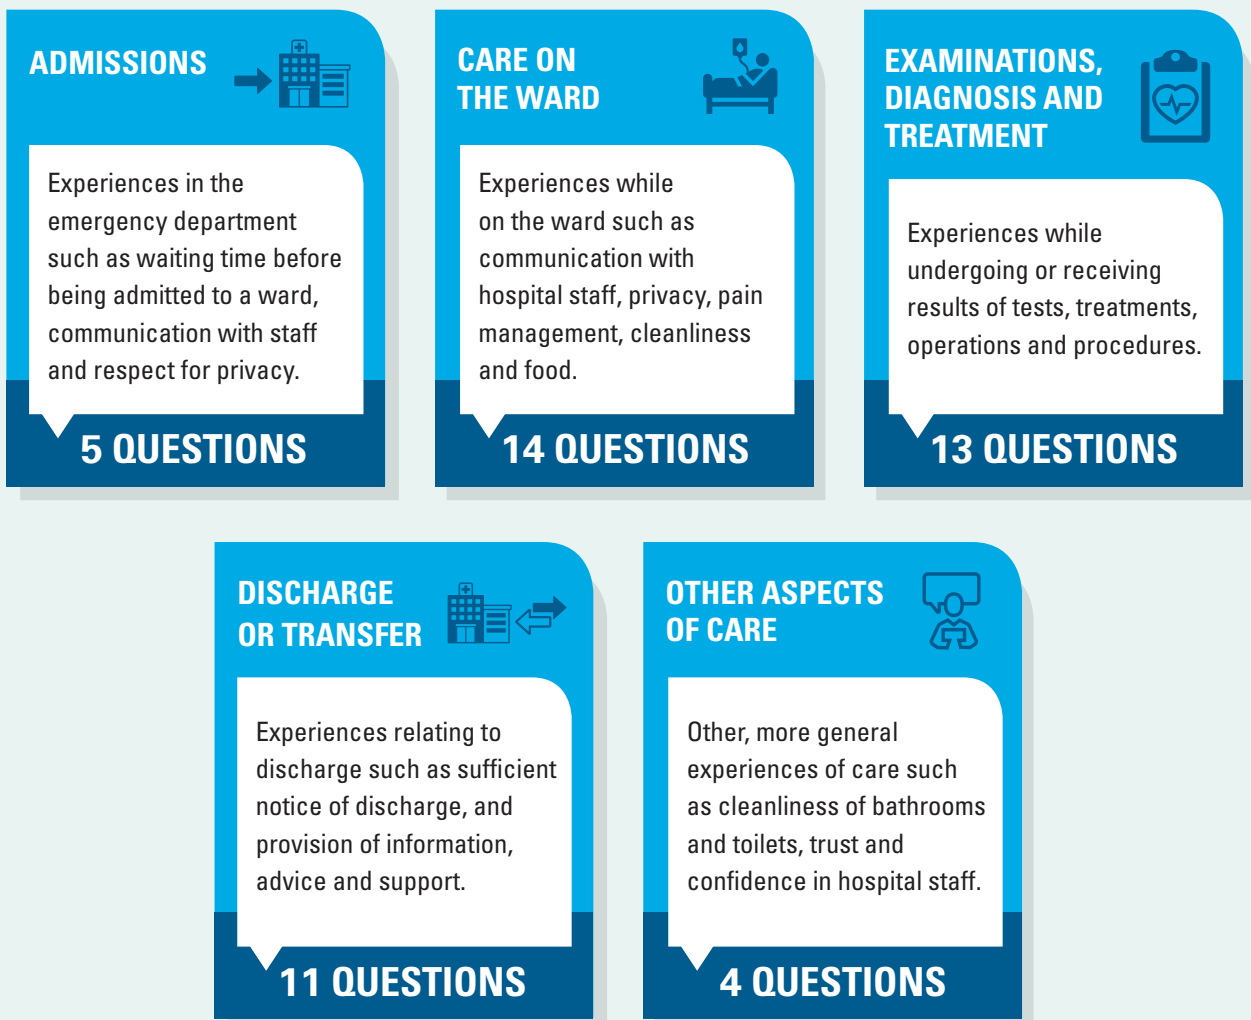 ADMISSIONS
Experiences in the
emergency department
such as waiting time before
being admitted to a ward,
communication with staff
and respect for privacy.
5 QUESTIONS
CARE ON
THE WARD
Experiences while
on the ward such as
communication with
hospital staff, privacy, pain
management, cleanliness
and food.
14 QUESTIONS
EXAMINATIONS,
DIAGNOSIS AND
TREATMENT
Experiences while
undergoing or receiving
results of tests, treatments,
operations and procedures.
13 QUESTIONS
DISCHARGE
OR TRANSFER
Experiences relating to
discharge such as sufficient
notice of discharge, and
provision of information,
advice and support.
11 QUESTIONS
OTHER ASPECTS
OF CARE
Other, more general
experiences of care such
as cleanliness of bathrooms
and toilets, trust and
confidence in hospital staff.
4 QUESTIONS